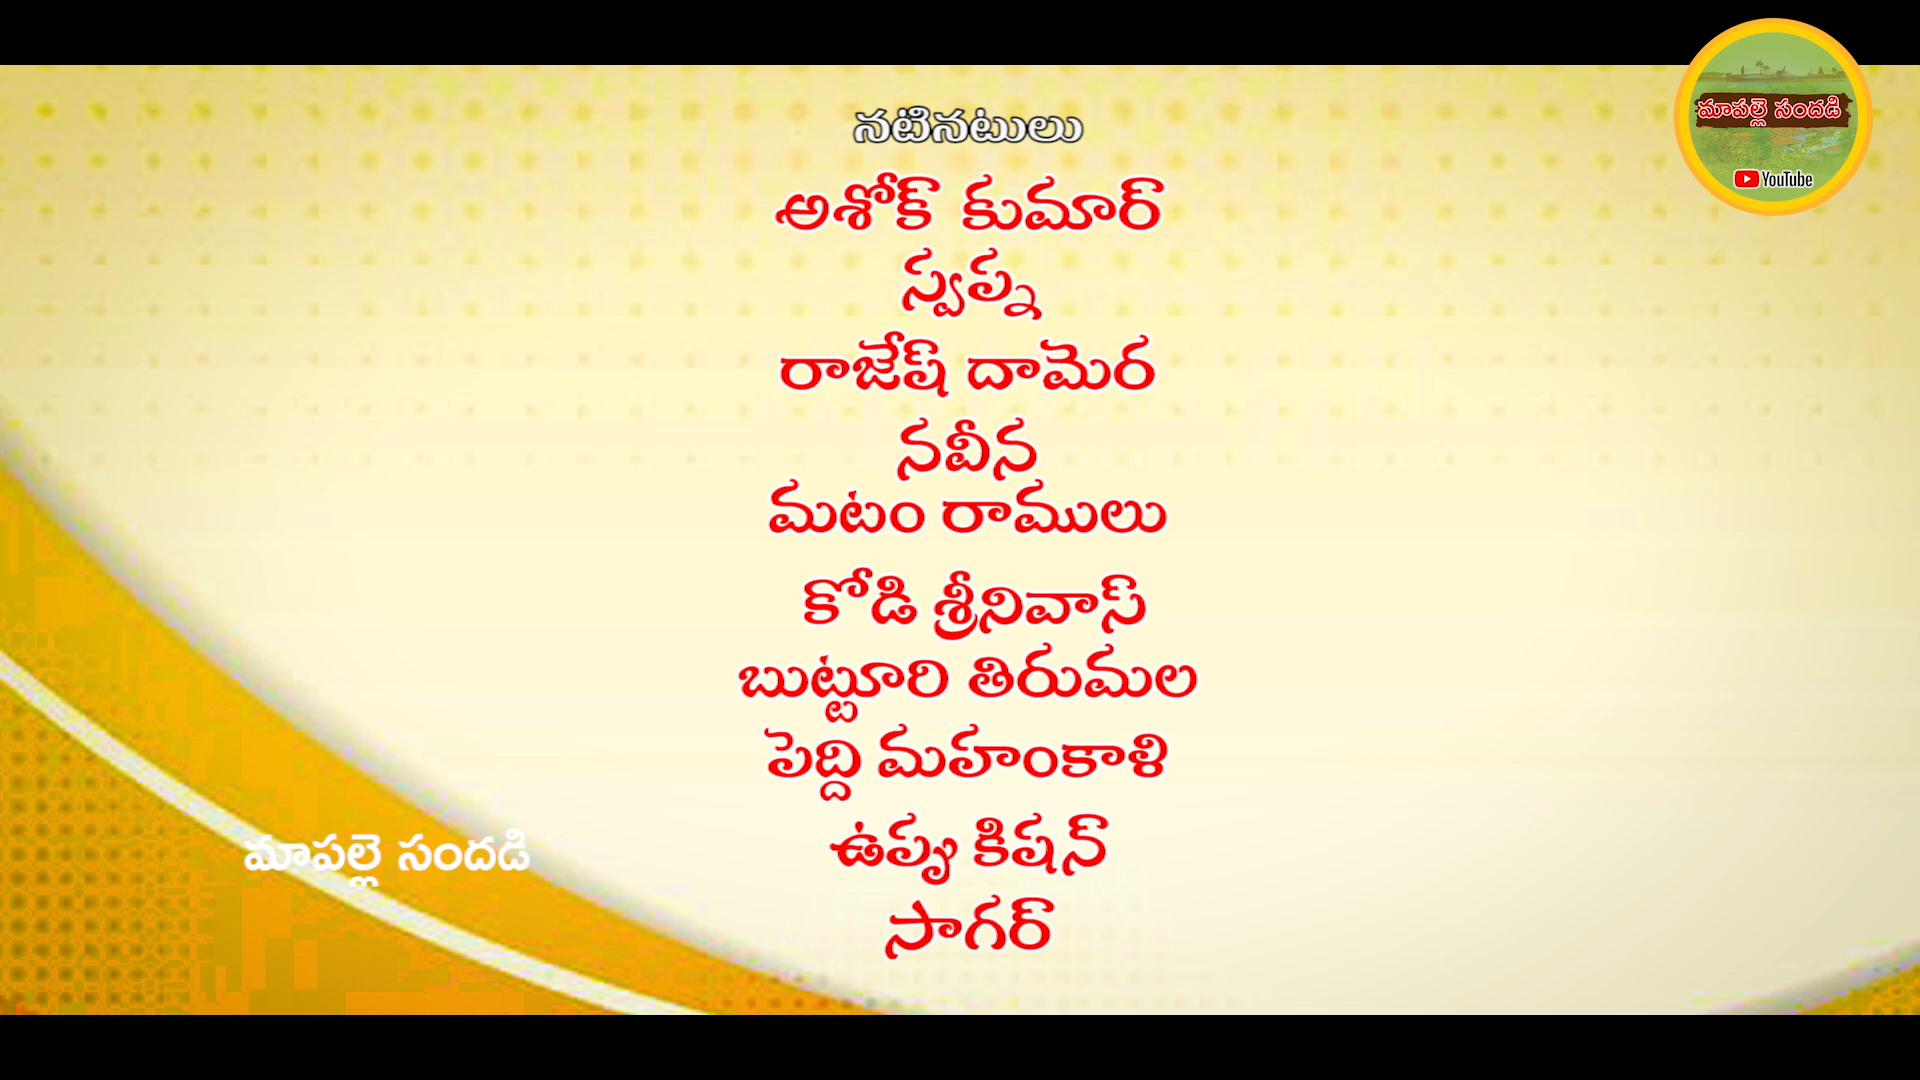 నటినటులు
మాపల్లె సందడి
YouTube
అశోక్ కుమార్
స్వప్న
రాజేష్ దామెర
నవీన
మటం రాములు
కోడి శ్రీనివాస్
బుట్టూరి తిరుమల
పెద్ది మహంకాళి
ఉప్పు కిషన్
సాగర్
మాపల్లె సందడి